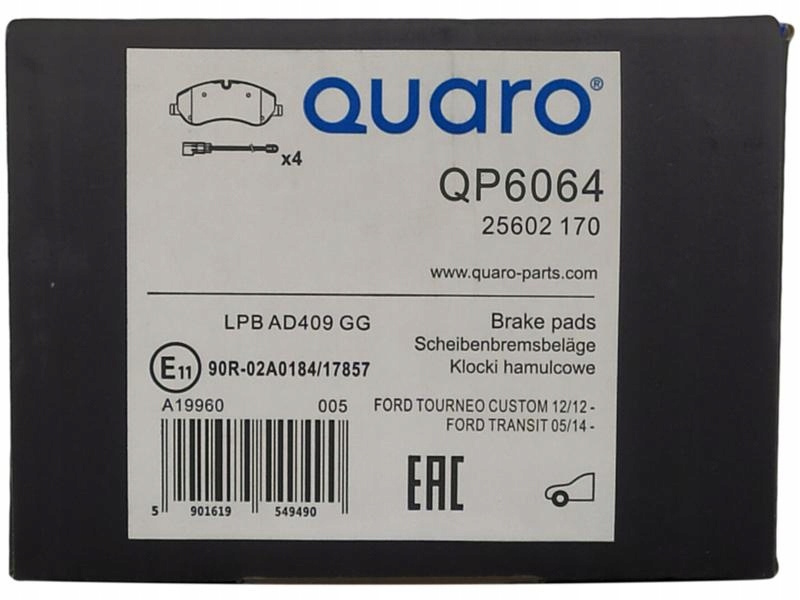 QUARO®
x4
QP6064
25602 170
www.quaro-parts.com
LPB AD409 GG
Brake pads
Scheibenbremsbeläge
Klocki hamulcowe
E11 90R-02A0184/17857
A19960 005
FORD TOURNEO CUSTOM 12/12 -
FORD TRANSIT 05/14 -
EAC
5 901619 549490